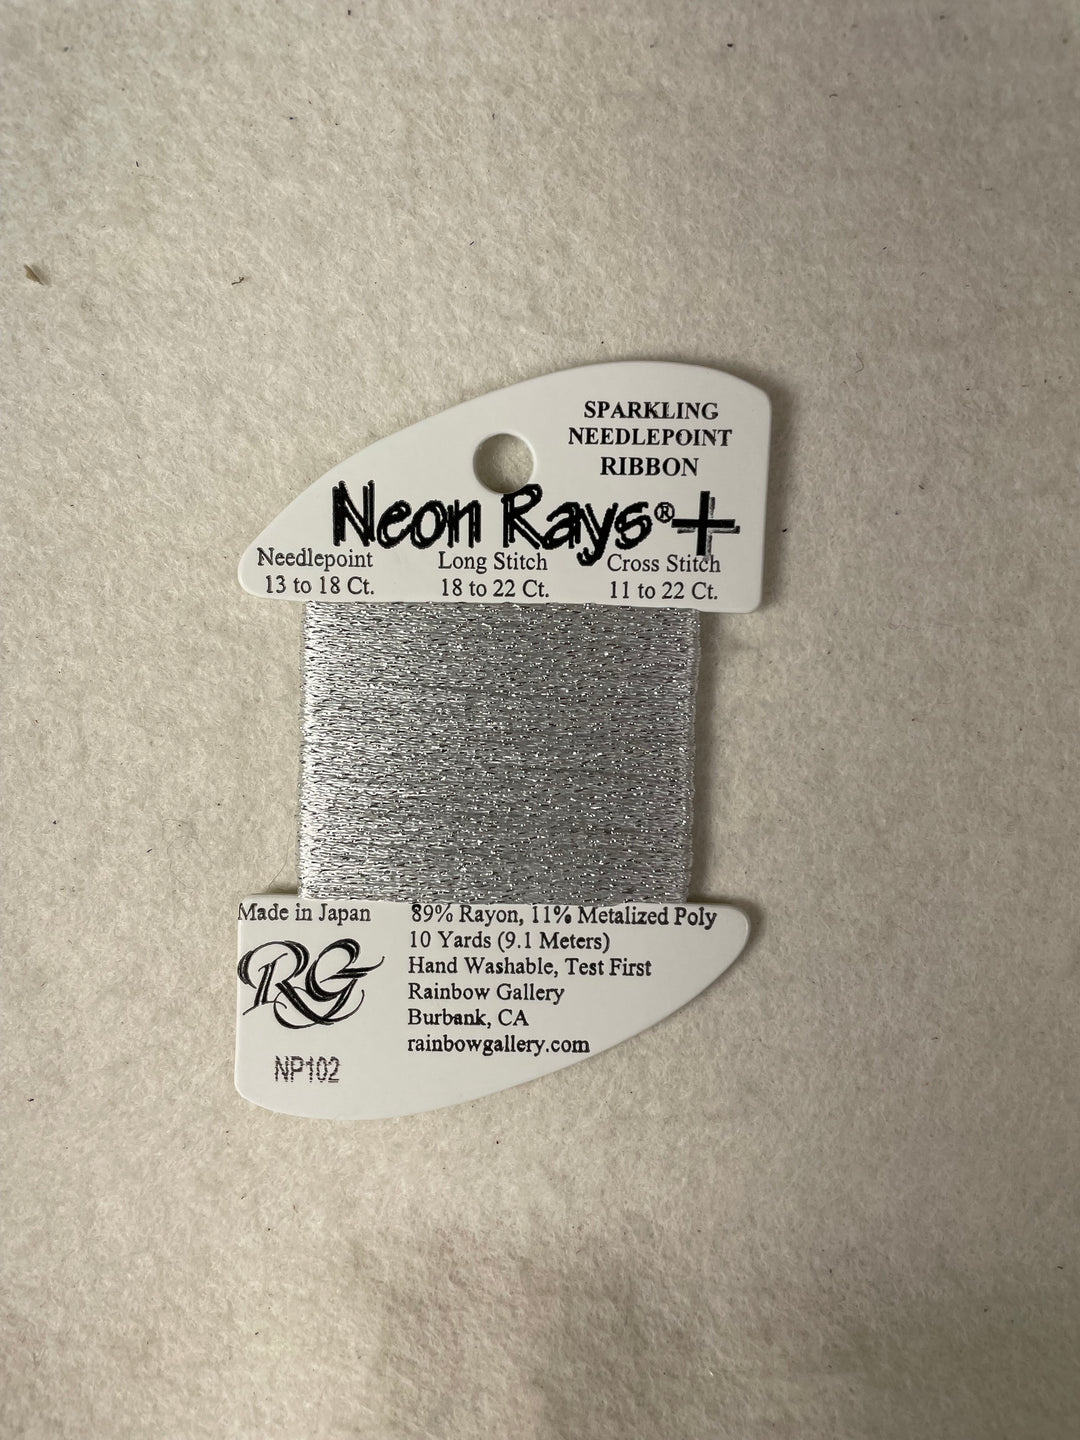 SPARKLING
NEEDLEPOINT
RIBBON
Neon Rays®+
Needlepoint Long Stitch Cross Stitch
13 to 18 Ct. 18 to 22 Ct. 11 to 22 Ct.
Made in Japan
RG
NP102
89% Rayon, 11% Metalized Poly
10 Yards (9.1 Meters)
Hand Washable, Test First
Rainbow Gallery
Burbank, CA
rainbowgallery.com